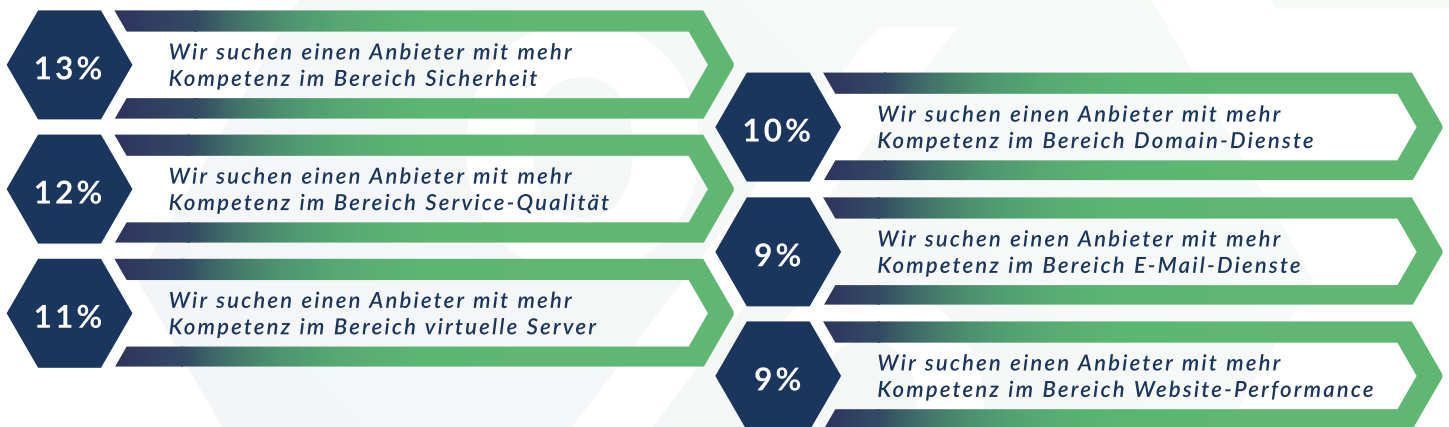 13%
Wir suchen einen Anbieter mit mehr
Kompetenz im Bereich Sicherheit
12%
Wir suchen einen Anbieter mit mehr
Kompetenz im Bereich Service-Qualität
11%
Wir suchen einen Anbieter mit mehr
Kompetenz im Bereich virtuelle Server
10%
Wir suchen einen Anbieter mit mehr
Kompetenz im Bereich Domain-Dienste
9%
Wir suchen einen Anbieter mit mehr
Kompetenz im Bereich E-Mail-Dienste
9%
Wir suchen einen Anbieter mit mehr
Kompetenz im Bereich Website-Performance